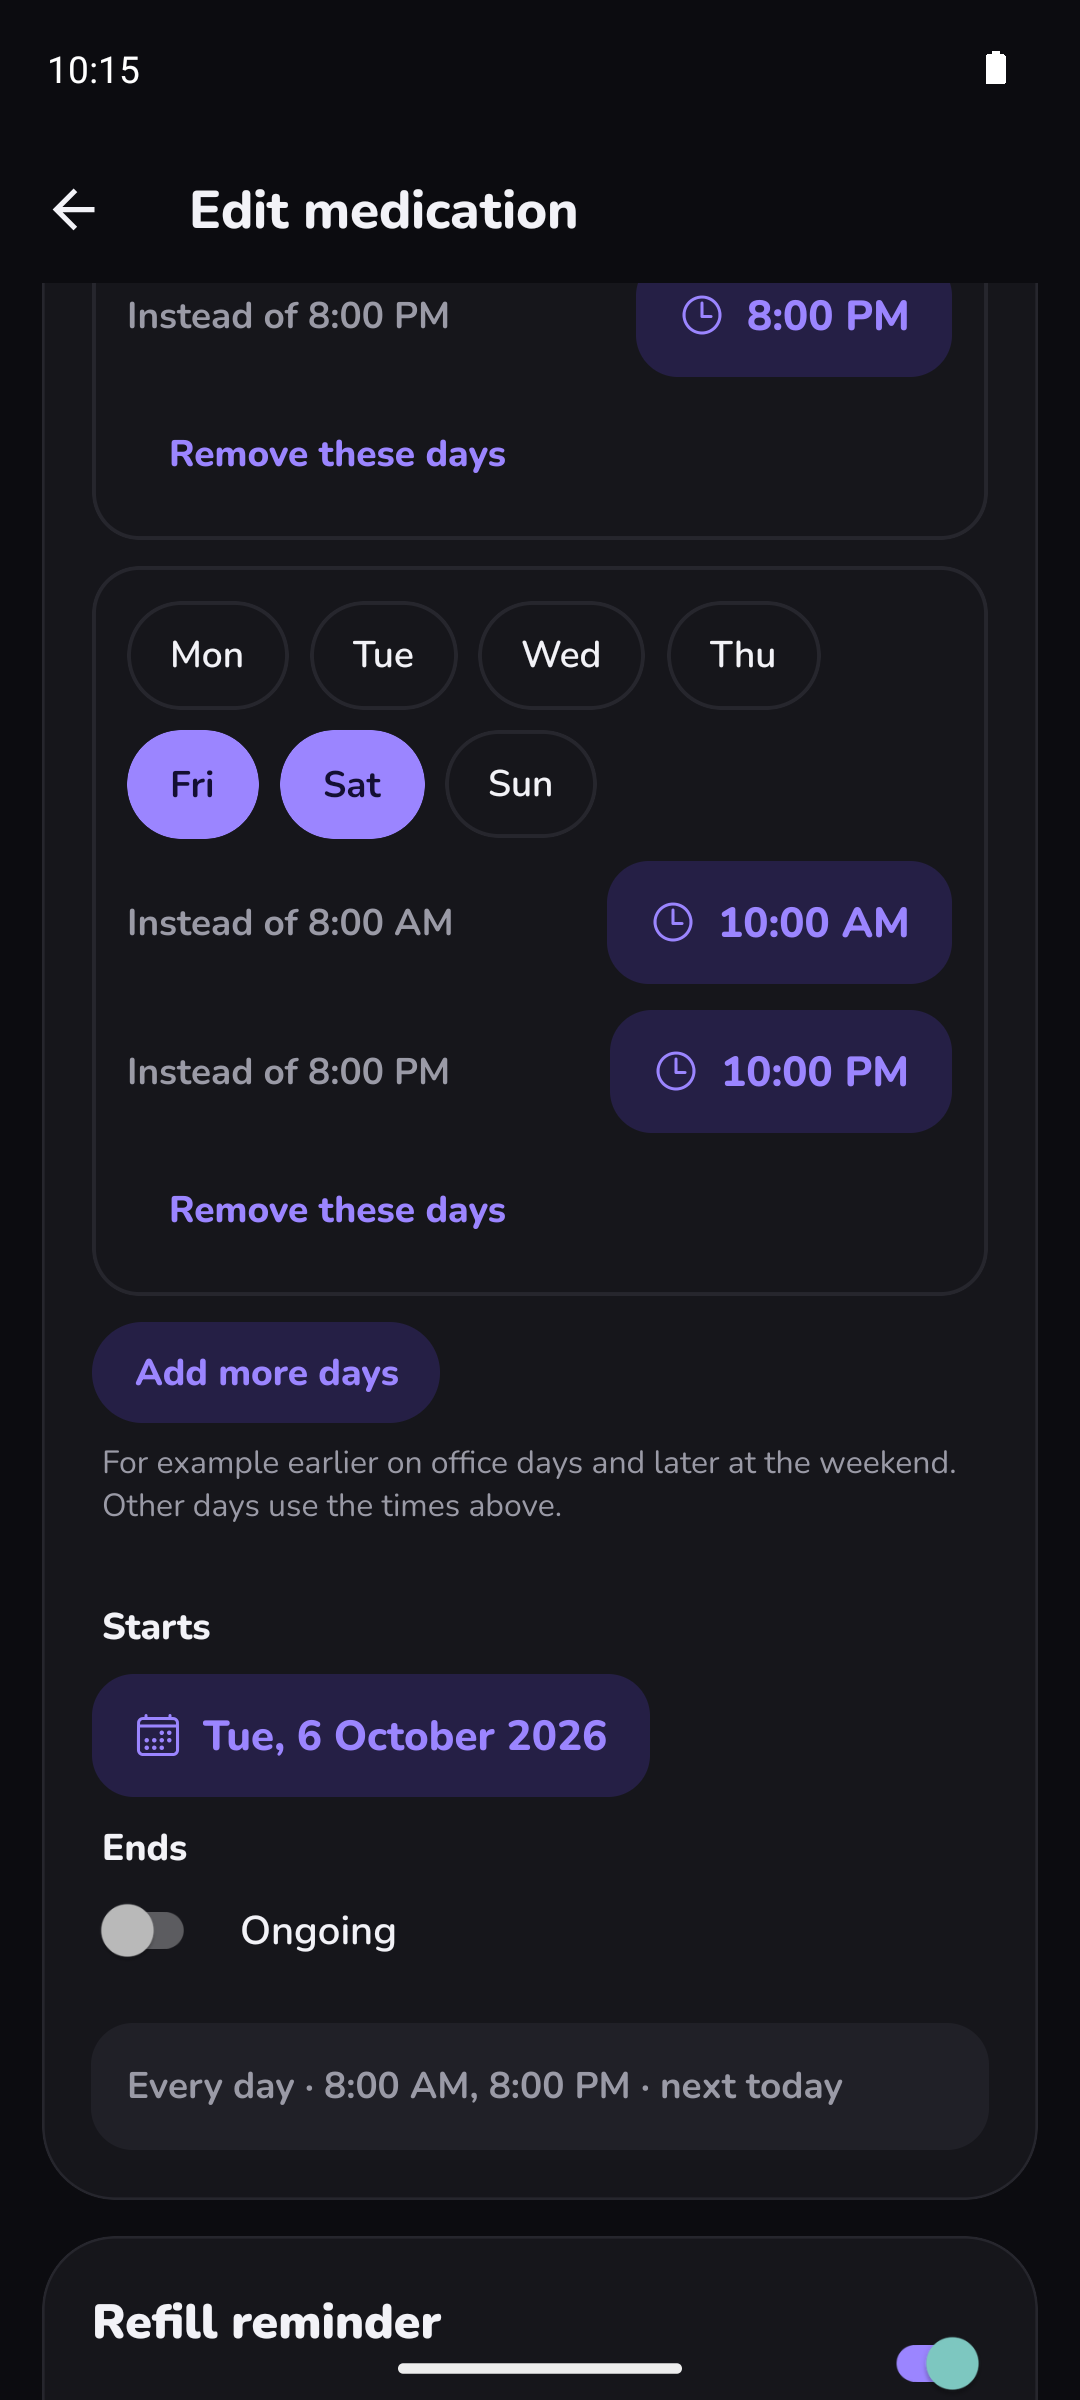 10:15
Edit medication
Instead of 8:00 PM
8:00 PM
Remove these days
Mon
Tue
Wed
Thu
Fri
Sat
Sun
Instead of 8:00 AM
10:00 AM
Instead of 8:00 PM
10:00 PM
Remove these days
Add more days
For example earlier on office days and later at the weekend.
Other days use the times above.
Starts
Tue, 6 October 2026
Ends
Ongoing
Every day · 8:00 AM, 8:00 PM · next today
Refill reminder